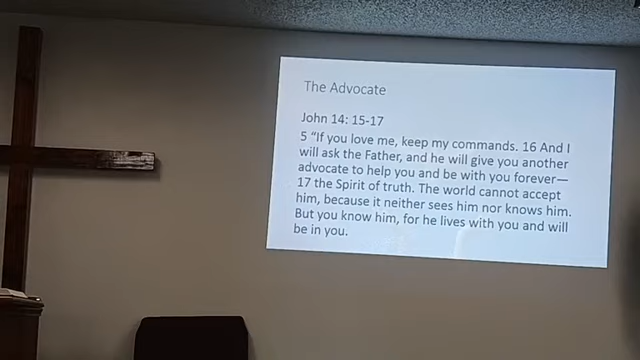 The Advocate
John 14: 15-17
5 “If you love me, keep my commands. 16 And I
will ask the Father, and he will give you another
advocate to help you and be with you forever—
17 the Spirit of truth. The world cannot accept
him, because it neither sees him nor knows him.
But you know him, for he lives with you and will
be in you.